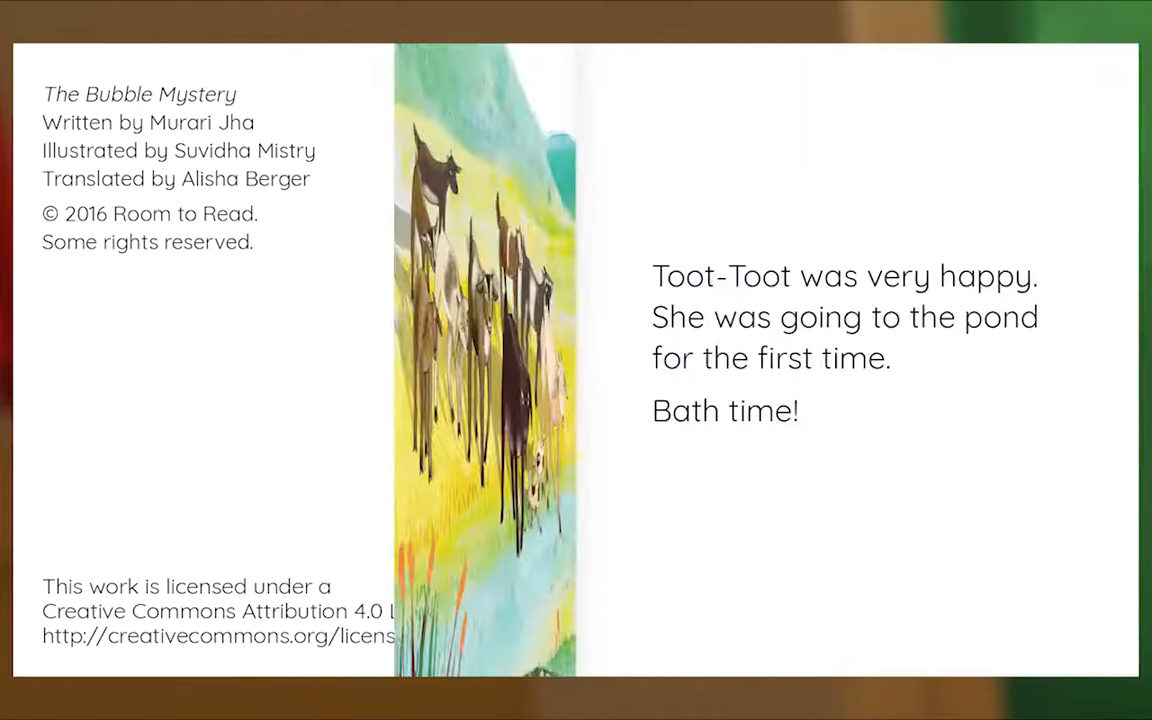 The Bubble Mystery
Written by Murari Jha
Illustrated by Suvidha Mistry
Translated by Alisha Berger
© 2016 Room to Read.
Some rights reserved.
This work is licensed under a
Creative Commons Attribution 4.0
http://creativecommons.org/licens
Toot-Toot was very happy.
She was going to the pond
for the first time.
Bath time!